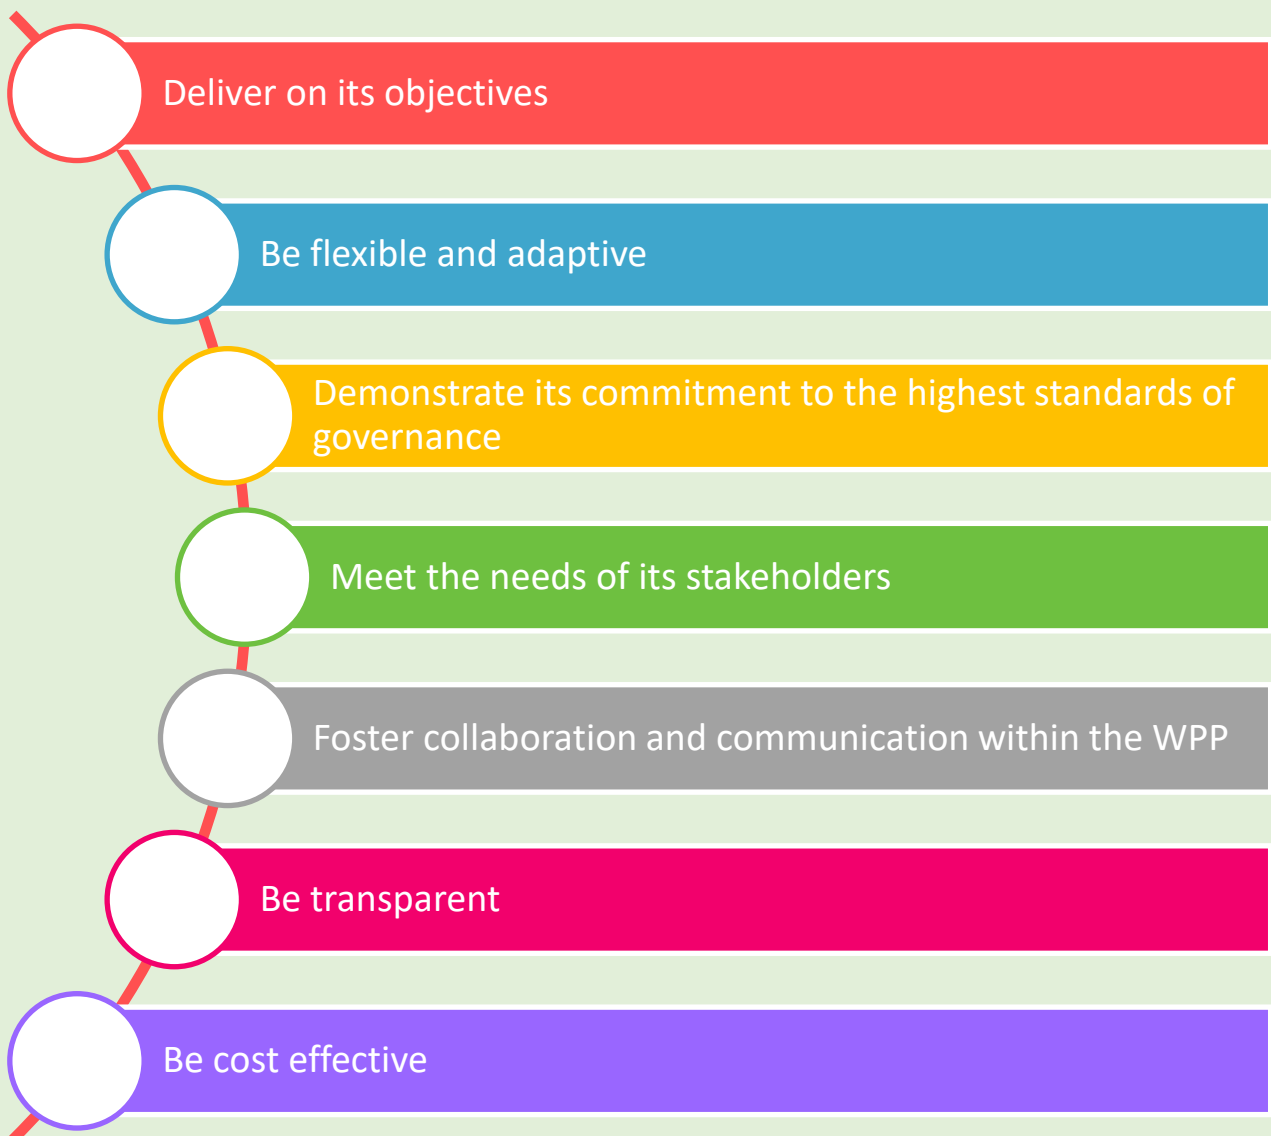 Deliver on its objectives
Be flexible and adaptive
Demonstrate its commitment to the highest standards of
governance
Meet the needs of its stakeholders
Foster collaboration and communication within the WPP
Be transparent
Be cost effective